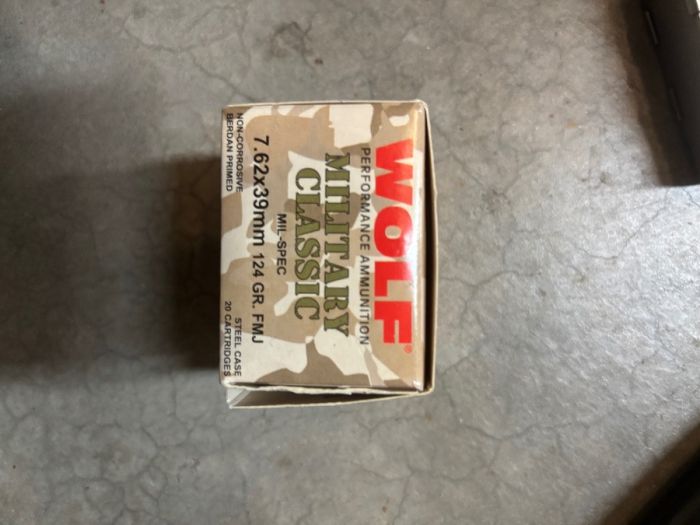 WOLF®
PERFORMANCE AMMUNITION
MILITARY
CLASSIC
MIL-SPEC
7.62x39mm 124 GR. FMJ
NON-CORROSIVE
BERDAN PRIMED
STEEL CASE
20 CARTRIDGES